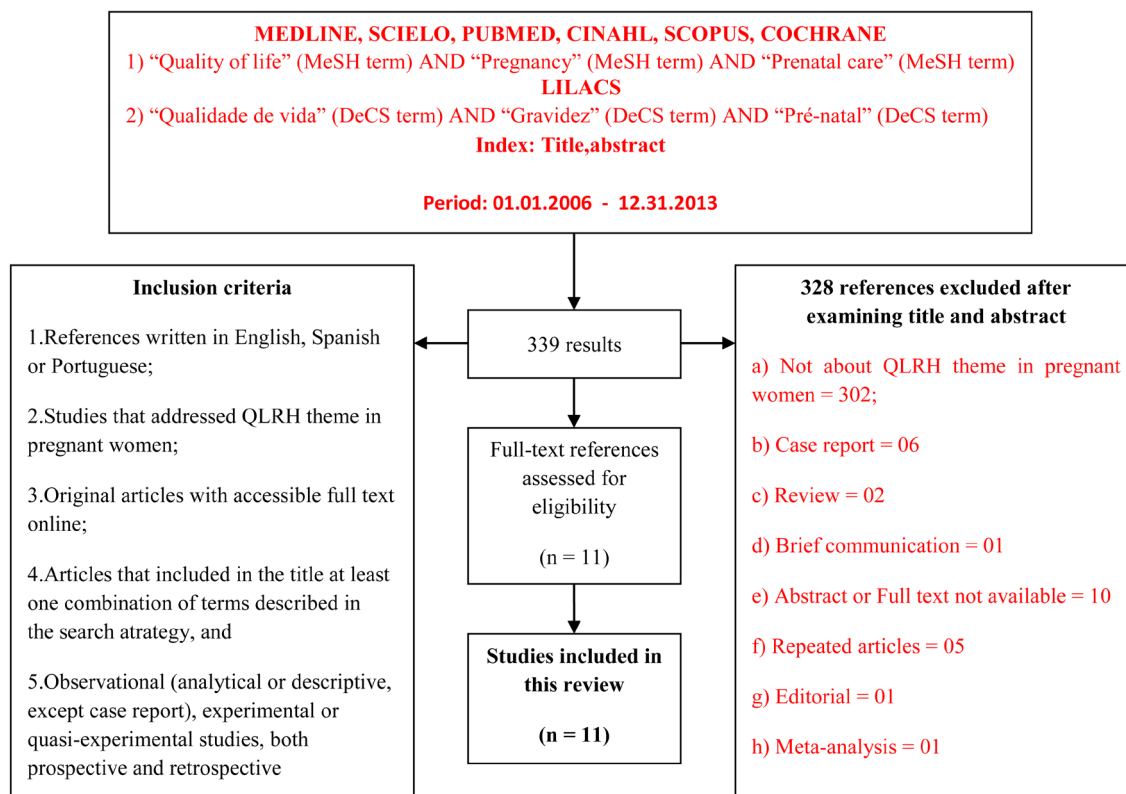 MEDLINE, SCIELO, PUBMED, CINAHL, SCOPUS, COCHRANE
1) “Quality of life” (MeSH term) AND “Pregnancy” (MeSH term) AND “Prenatal care” (MeSH term)
LILACS
2) “Qualidade de vida” (DeCS term) AND “Gravidez” (DeCS term) AND “Pré-natal” (DeCS term)
Index: Title,abstract
Period: 01.01.2006 - 12.31.2013
Inclusion criteria
1.References written in English, Spanish
or Portuguese;
2.Studies that addressed QLRH theme in
pregnant women;
3.Original articles with accessible full text
online;
4.Articles that included in the title at least
one combination of terms described in
the search atrategy, and
5.Observational (analytical or descriptive,
except case report), experimental or
quasi-experimental studies, both
prospective and retrospective
339 results
Full-text references
assessed for
eligibility
(n = 11)
Studies included in
this review
(n = 11)
328 references excluded after
examining title and abstract
a) Not about QLRH theme in pregnant
women = 302;
b) Case report = 06
c) Review = 02
d) Brief communication = 01
e) Abstract or Full text not available = 10
f) Repeated articles = 05
g) Editorial = 01
h) Meta-analysis = 01